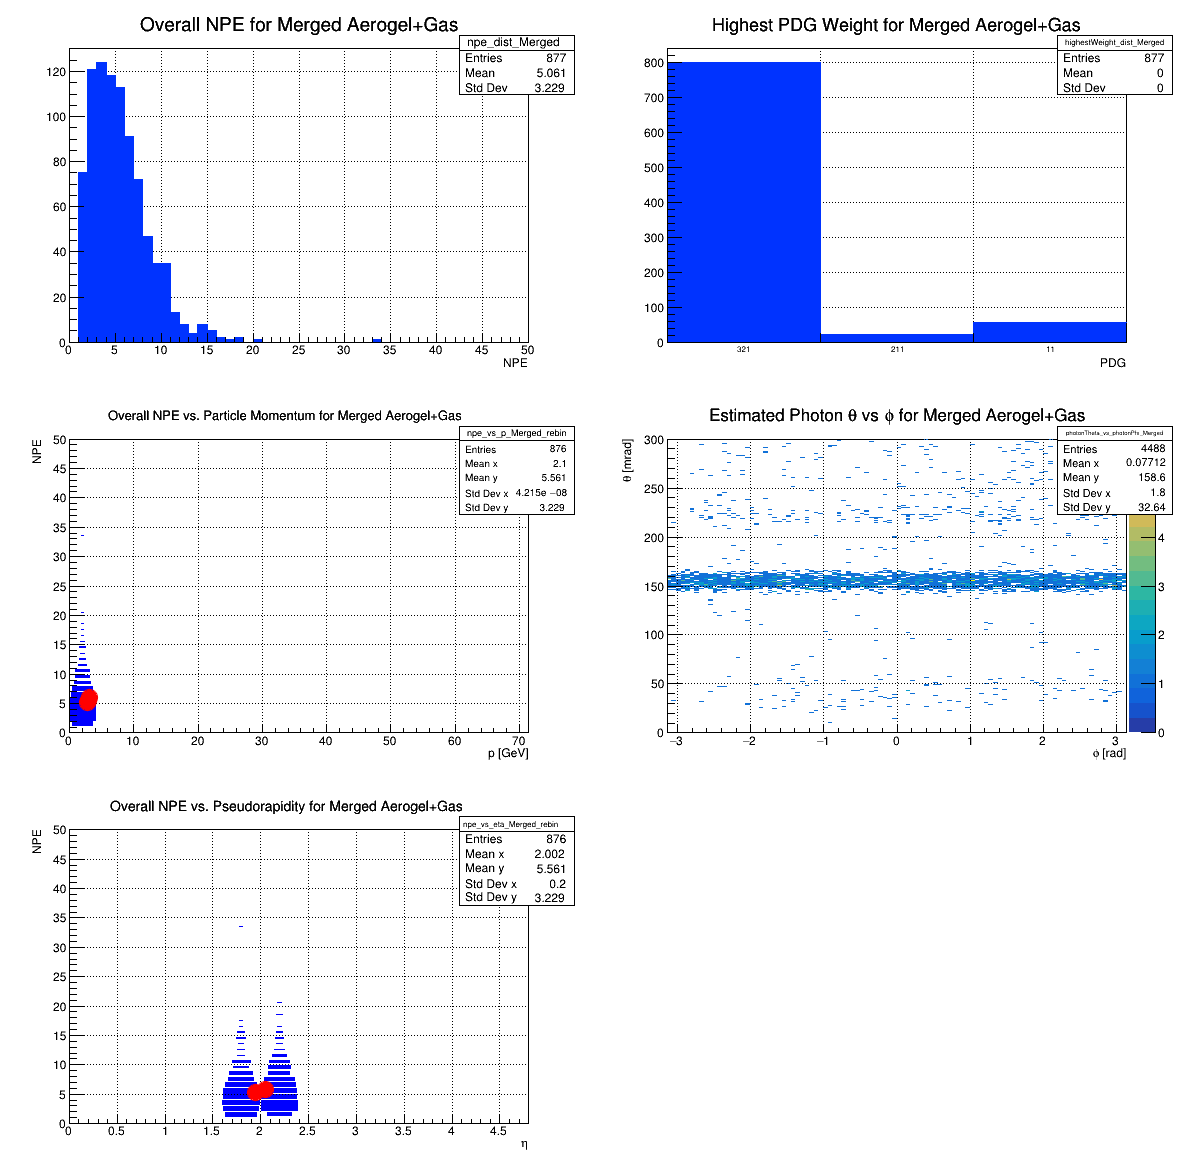 Overall NPE for Merged Aerogel+Gas
npe_dist_Merged
Entries 877
Mean 5.061
Std Dev 3.229
120
100
80
60
40
20
0
0 5 10 15 20 25 30 35 40 45 50
NPE
Highest PDG Weight for Merged Aerogel+Gas
highestWeight_dist_Merged
Entries 877
Mean 0
Std Dev 0
800
700
600
500
400
300
200
100
0
321 211 11
PDG
Overall NPE vs. Particle Momentum for Merged Aerogel+Gas
npe_vs_p_Merged_rebin
Entries 876
Mean x 2.1
Mean y 5.561
Std Dev x 4.215e −08
Std Dev y 3.229
NPE
50
45
40
35
30
25
20
15
10
5
0
0 10 20 30 40 50 60 70
p [GeV]
Estimated Photon θ vs ϕ for Merged Aerogel+Gas
photonTheta_vs_photonPhi_Merged
Entries 4488
Mean x 0.07712
Mean y 158.6
Std Dev x 1.8
Std Dev y 32.64
θ [mrad]
300
250
200
150
100
50
0
−3 −2 −1 0 1 2 3
ϕ [rad]
4
3
2
1
0
Overall NPE vs. Pseudorapidity for Merged Aerogel+Gas
npe_vs_eta_Merged_rebin
Entries 876
Mean x 2.002
Mean y 5.561
Std Dev x 0.2
Std Dev y 3.229
NPE
50
45
40
35
30
25
20
15
10
5
0
0 0.5 1 1.5 2 2.5 3 3.5 4 4.5
η